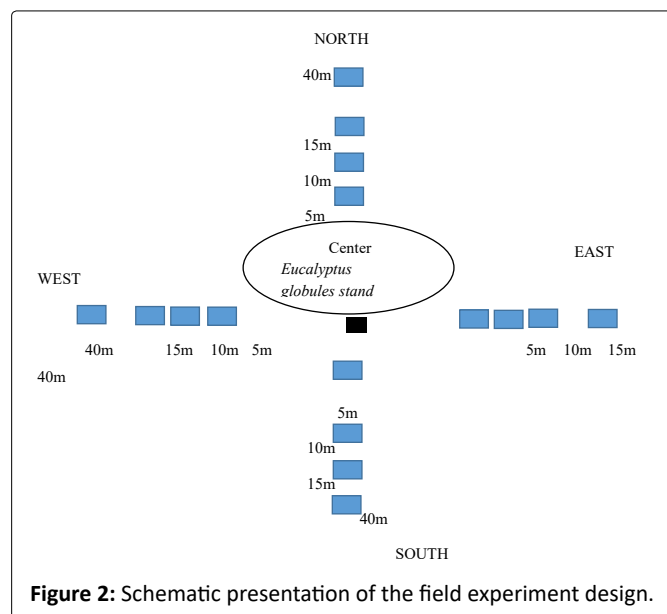 NORTH
40m
15m
10m
5m
Center
Eucalyptus
globules stand
EAST
WEST
40m 15m 10m 5m
5m 10m 15m
40m
5m
10m
15m
40m
SOUTH
Figure 2: Schematic presentation of the field experiment design.